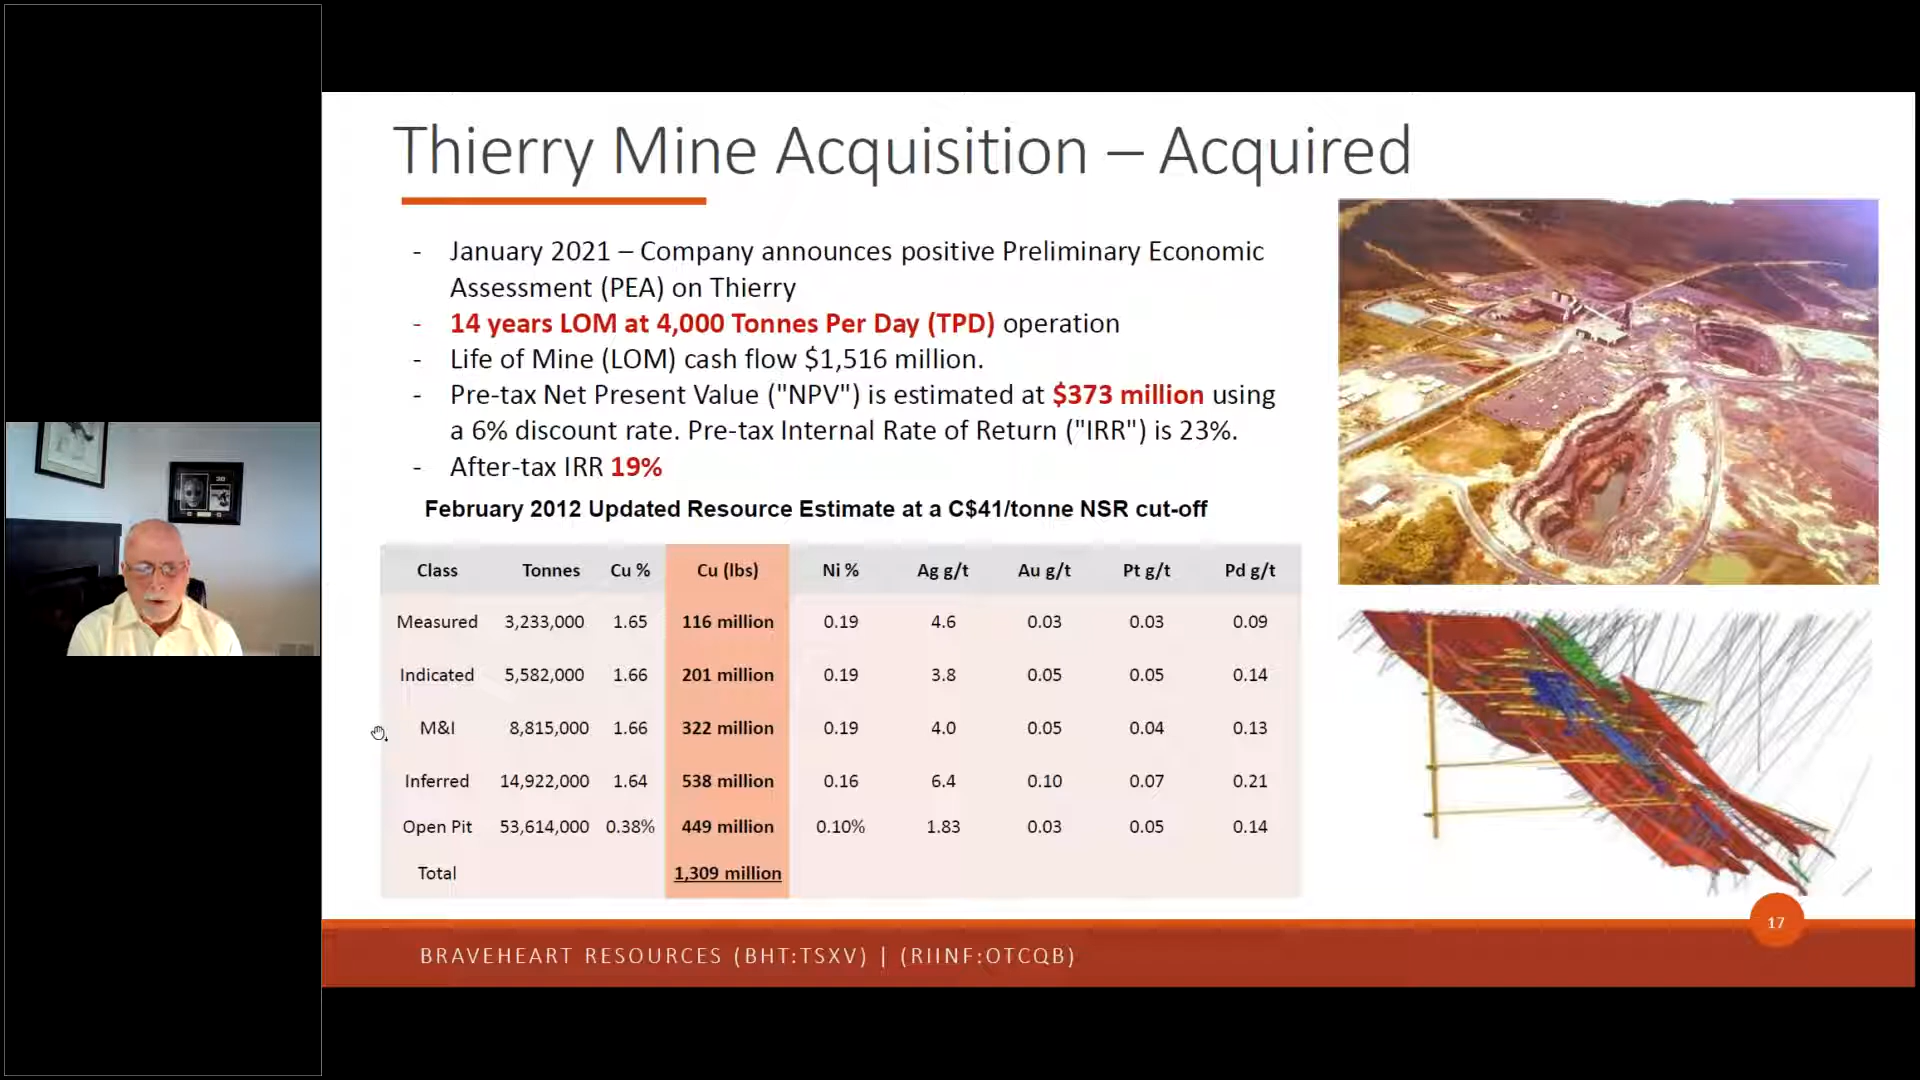 Thierry Mine Acquisition – Acquired
- January 2021 – Company announces positive Preliminary Economic
Assessment (PEA) on Thierry
- 14 years LOM at 4,000 Tonnes Per Day (TPD) operation
- Life of Mine (LOM) cash flow $1,516 million.
- Pre-tax Net Present Value ("NPV") is estimated at $373 million using
a 6% discount rate. Pre-tax Internal Rate of Return ("IRR") is 23%.
- After-tax IRR 19%
February 2012 Updated Resource Estimate at a C$41/tonne NSR cut-off
Class Tonnes Cu % Cu (lbs) Ni % Ag g/t Au g/t Pt g/t Pd g/t
Measured 3,233,000 1.65 116 million 0.19 4.6 0.03 0.03 0.09
Indicated 5,582,000 1.66 201 million 0.19 3.8 0.05 0.05 0.14
M&I 8,815,000 1.66 322 million 0.19 4.0 0.05 0.04 0.13
Inferred 14,922,000 1.64 538 million 0.16 6.4 0.10 0.07 0.21
Open Pit 53,614,000 0.38% 449 million 0.10% 1.83 0.03 0.05 0.14
Total 1,309 million
17
BRAVEHEART RESOURCES (BHT:TSXV) | (RIINF:OTCQB)